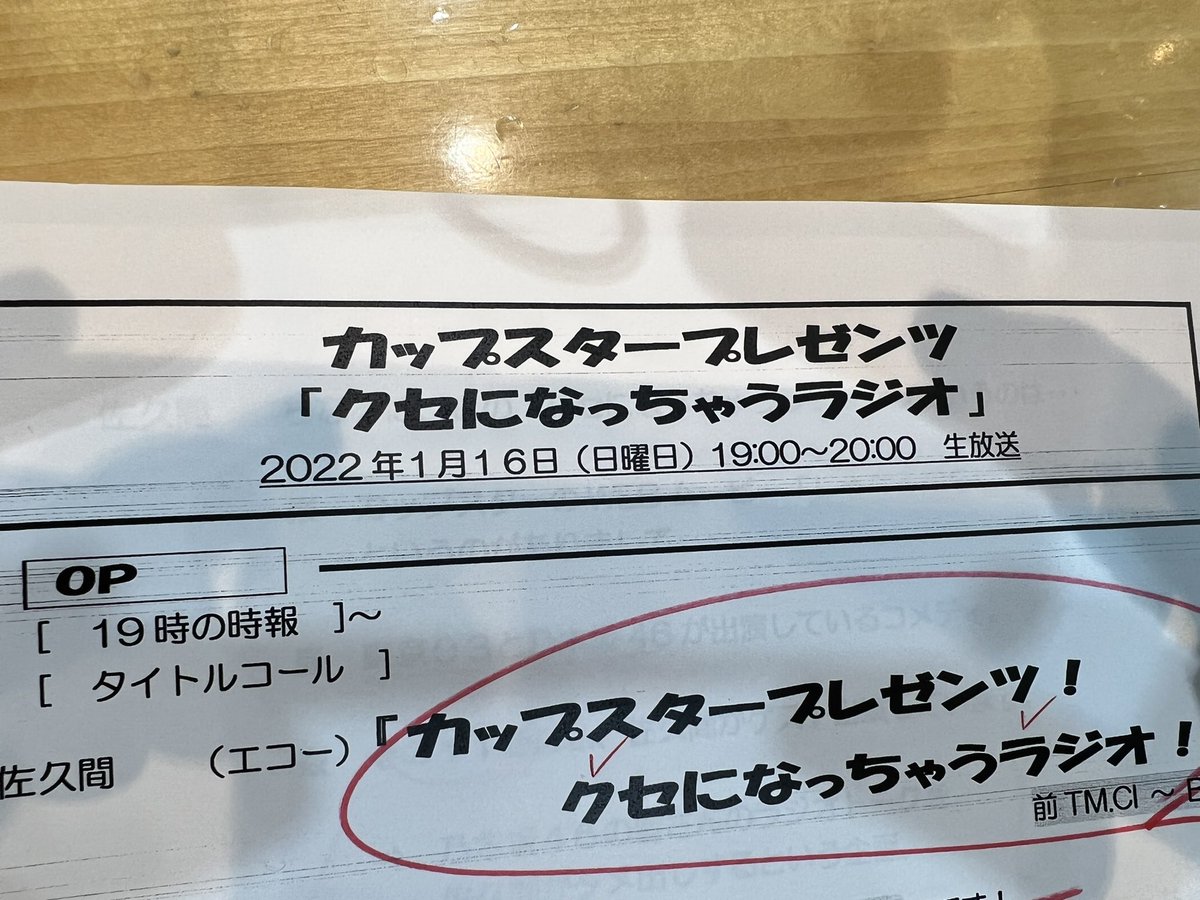 カップスタープレゼンツ
「クセになっちゃうラジオ」
2022年1月16日（日曜日）19:00〜20:00　生放送
OP
[　19時の時報　]〜
[　タイトルコール　]
佐久間　（エコー）『カップスタープレゼンツ！
クセになっちゃうラジオ！
前TM.CI 〜